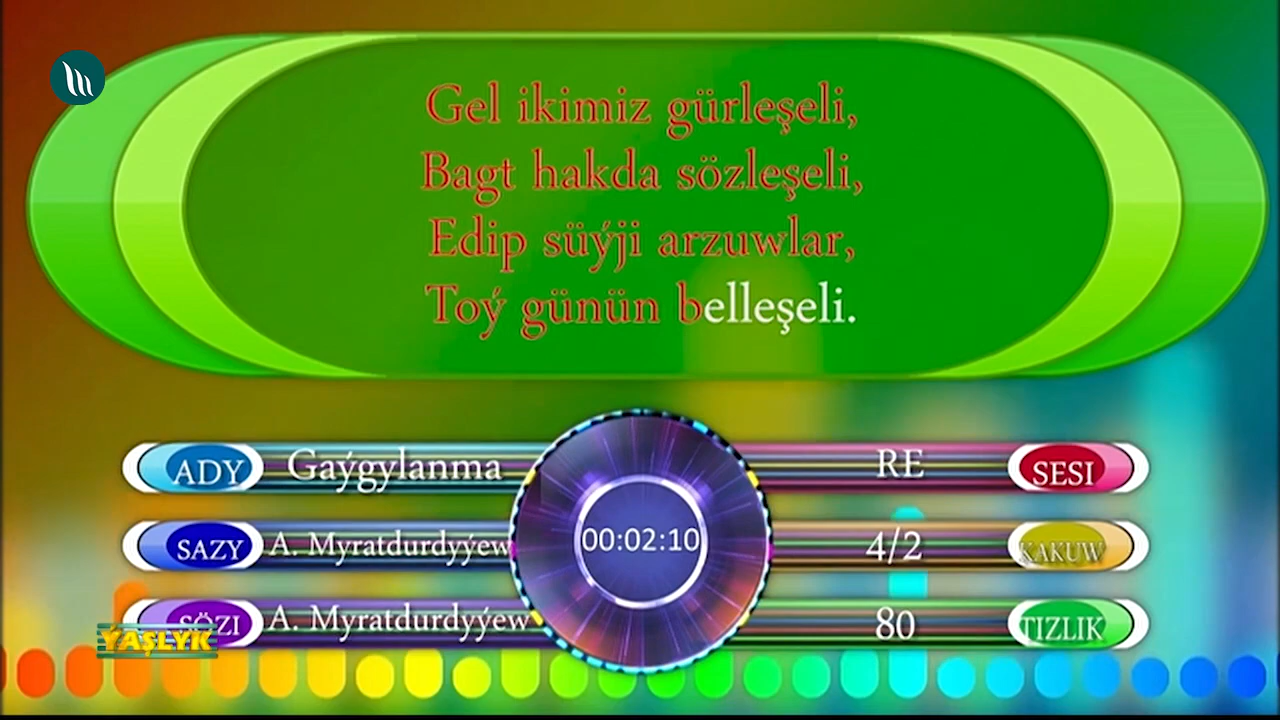 Gel ikimiz gürleşeli,
Bagt hakda sözleşeli,
Edip süýji arzuwlar,
Toý günün belleşeli.
ADY Gaýgylanma RE SESI
SAZY A. Myratdurdyýew 00:02:10 4/2 KAKUW
SÖZI A. Myratdurdyýew 80 TIZLIK
ÝAŞLYK